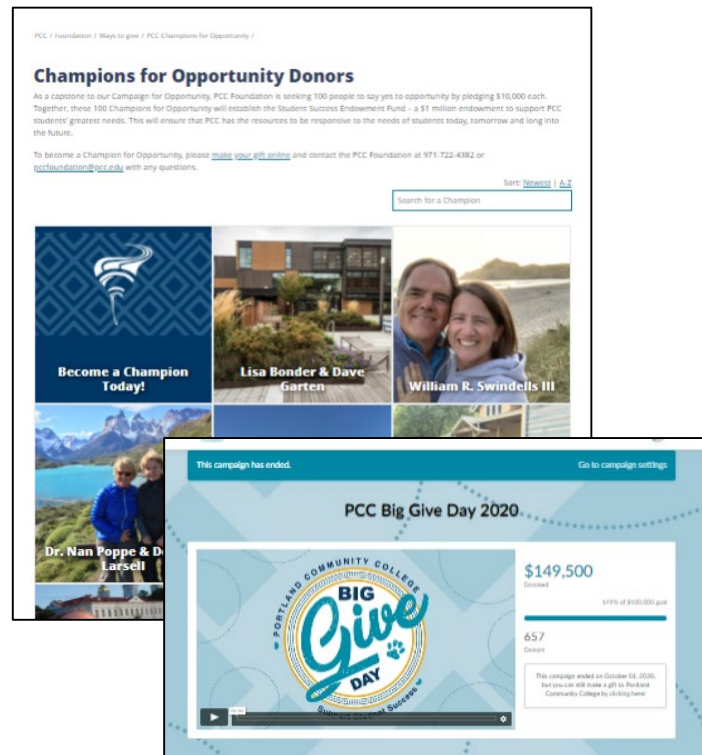 PCC / Foundation / Ways to give / PCC Champions for Opportunity /
Champions for Opportunity Donors
As a capstone to our Campaign for Opportunity, PCC Foundation is seeking 100 people to say yes to opportunity by pledging $10,000 each.
Together, these 100 Champions for Opportunity will establish the Student Success Endowment Fund – a $1 million endowment to support PCC
students' greatest needs. This will ensure that PCC has the resources to be responsive to the needs of students today, tomorrow and long into
the future.
To become a Champion for Opportunity, please make your gift online and contact the PCC Foundation at 971-722-4382 or
pccfoundation@pcc.edu with any questions.
Sort: Newest | A-Z
Search for a Champion
Become a Champion
Today!
Lisa Bonder & Dave
Garten
William R. Swindells III
Dr. Nan Poppe & D
Larsell
This campaign has ended.
Go to campaign settings
PCC Big Give Day 2020
PORTLAND COMMUNITY COLLEGE
BIG
Give
DAY
Support Student Success
$149,500
Donated
149% of $100,000 goal
657
Donors
This campaign ended on October 01, 2020,
but you can still make a gift to Portland
Community College by clicking here!